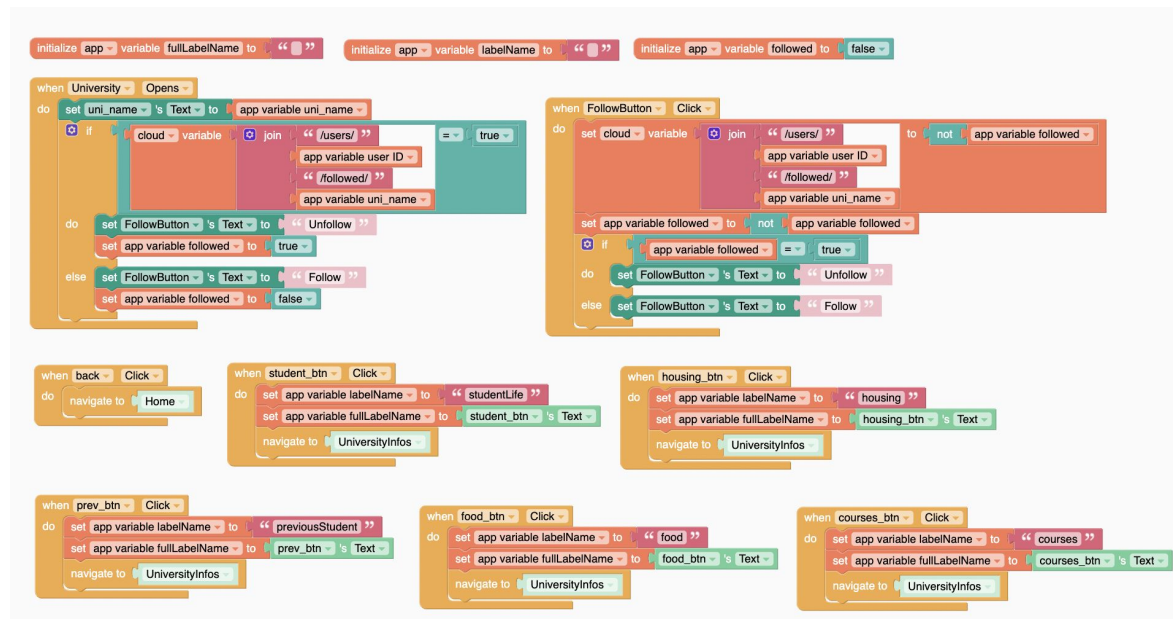 initialize app variable fullLabelName to “ ”
initialize app variable labelName to “ ”
initialize app variable followed to false
when University Opens
do set uni_name 's Text to app variable uni_name
if cloud variable join “ /users/ ” = true
app variable user ID
“ /followed/ ”
app variable uni_name
do set FollowButton 's Text to “ Unfollow ”
set app variable followed to true
else set FollowButton 's Text to “ Follow ”
set app variable followed to false
when FollowButton Click
do set cloud variable join “ /users/ ” to not app variable followed
app variable user ID
“ /followed/ ”
app variable uni_name
set app variable followed to not app variable followed
if app variable followed = true
do set FollowButton 's Text to “ Unfollow ”
else set FollowButton 's Text to “ Follow ”
when back Click
do navigate to Home
when student_btn Click
do set app variable labelName to “ studentLife ”
set app variable fullLabelName to student_btn 's Text
navigate to UniversityInfos
when housing_btn Click
do set app variable labelName to “ housing ”
set app variable fullLabelName to housing_btn 's Text
navigate to UniversityInfos
when prev_btn Click
do set app variable labelName to “ previousStudent ”
set app variable fullLabelName to prev_btn 's Text
navigate to UniversityInfos
when food_btn Click
do set app variable labelName to “ food ”
set app variable fullLabelName to food_btn 's Text
navigate to UniversityInfos
when courses_btn Click
do set app variable labelName to “ courses ”
set app variable fullLabelName to courses_btn 's Text
navigate to UniversityInfos